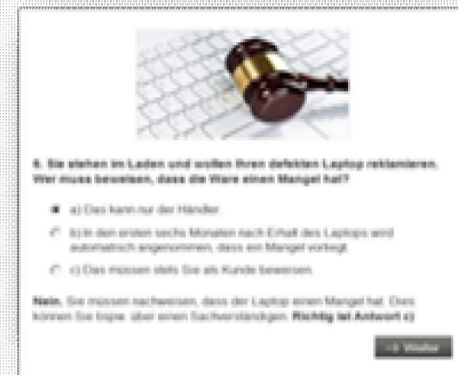 6. Sie stehen im Laden und wollen Ihren defekten Laptop reklamieren.
Wer muss beweisen, dass die Ware einen Mangel hat?
a) Das kann nur der Händler.
b) In den ersten sechs Monaten nach Erhalt des Laptops wird
automatisch angenommen, dass ein Mangel vorliegt.
c) Das müssen stets Sie als Kunde beweisen.
Nein, Sie müssen nachweisen, dass der Laptop einen Mangel hat. Dies
können Sie bspw. über einen Sachverständigen. Richtig ist Antwort c)
Weiter